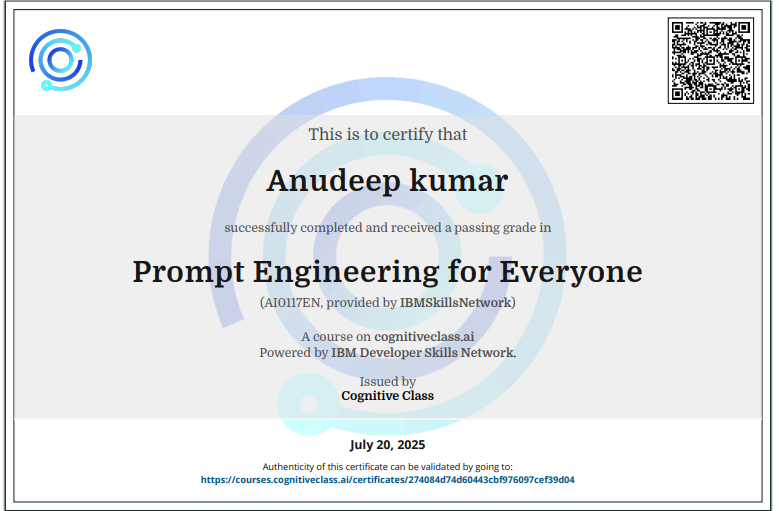 This is to certify that
Anudeep kumar
successfully completed and received a passing grade in
Prompt Engineering for Everyone
(AI0117EN, provided by IBMSkillsNetwork)
A course on cognitiveclass.ai
Powered by IBM Developer Skills Network.
Issued by
Cognitive Class
July 20, 2025
Authenticity of this certificate can be validated by going to:
https://courses.cognitiveclass.ai/certificates/274084d74d60443cbf976097cef39d04